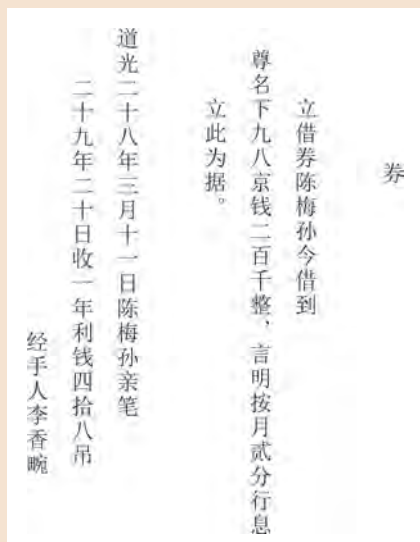 券
立借券陈梅孙今借到
尊名下九八京钱二百千整、言明按月贰分行息
立此为据。
道光二十八年三月十一日陈梅孙亲笔
二十九年二十日收一年利钱四拾八吊
经手人李香畹